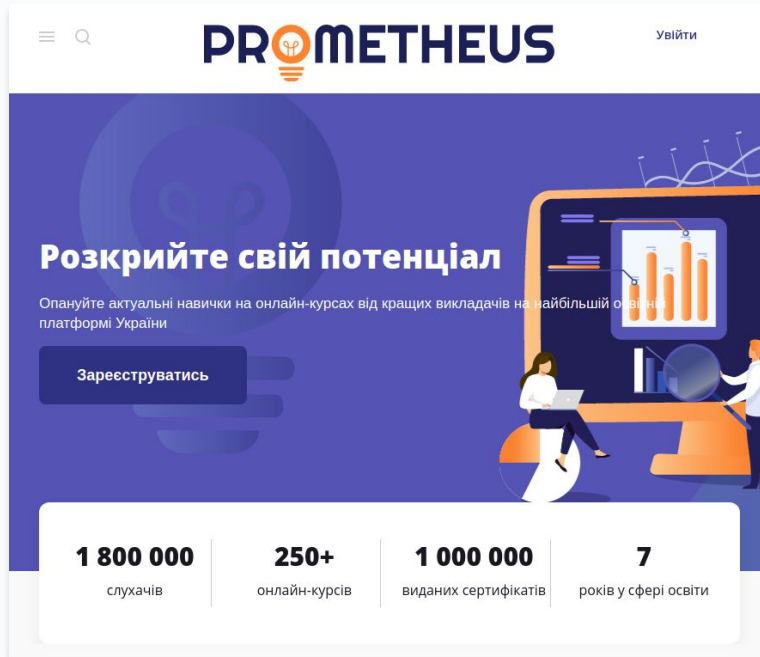 PROMETHEUS
Увійти
Розкрийте свій потенціал
Опануйте актуальні навички на онлайн-курсах від кращих викладачів на найбільшій освітній
платформі України
Зареєструватись
1 800 000
слухачів
250+
онлайн-курсів
1 000 000
виданих сертифікатів
7
років у сфері освіти